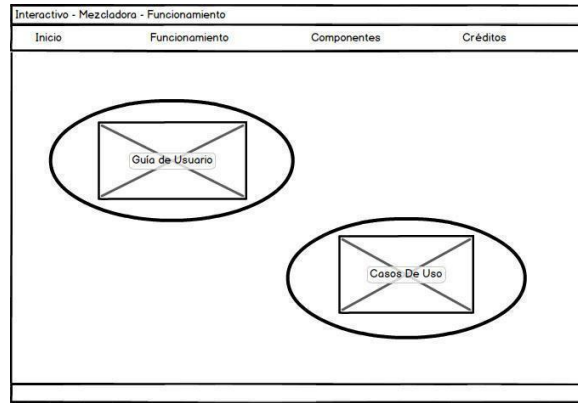 Interactivo - Mezcladora - Funcionamiento
Inicio Funcionamiento Componentes Créditos
Guía de Usuario
Casos De Uso